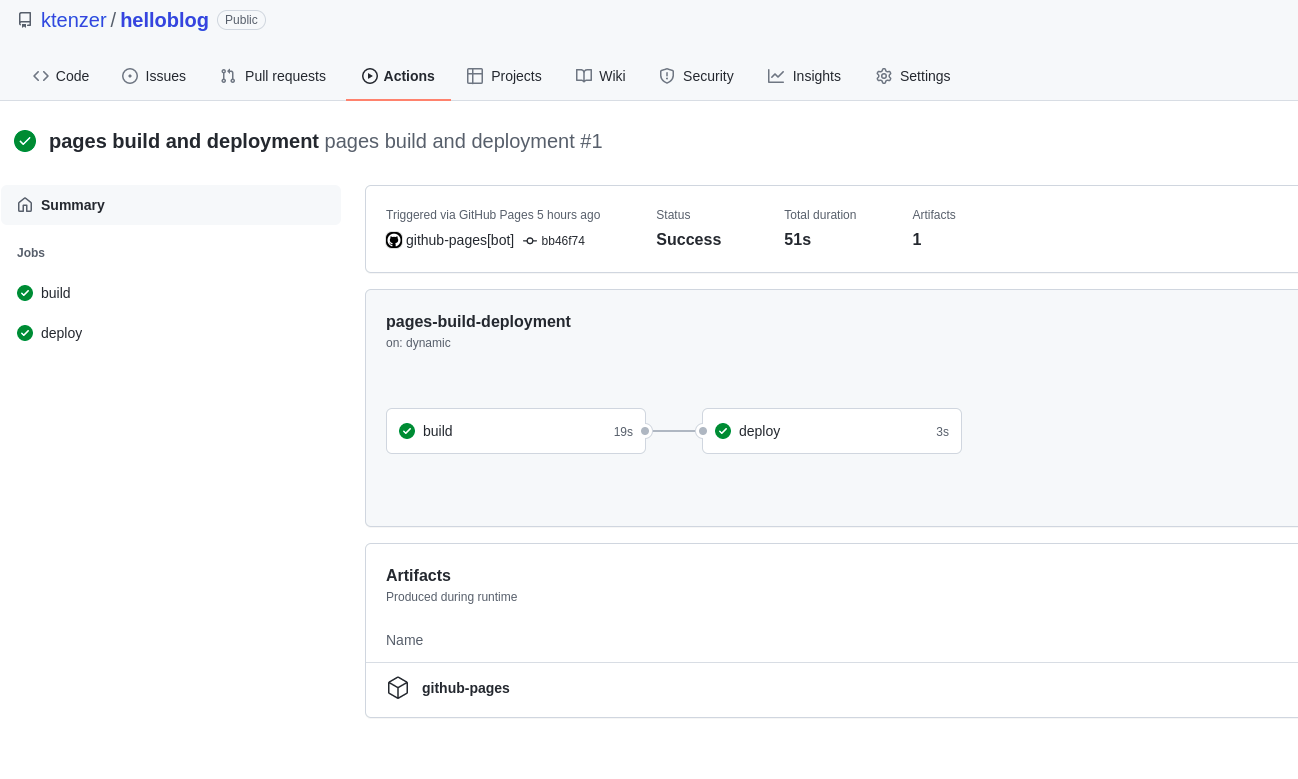 ktenzer / helloblog Public
Code Issues Pull requests Actions Projects Wiki Security Insights Settings
pages build and deployment pages build and deployment #1
Summary
Jobs
build
deploy
Triggered via GitHub Pages 5 hours ago Status Total duration Artifacts
github-pages[bot] bb46f74 Success 51s 1
pages-build-deployment
on: dynamic
build 19s deploy 3s
Artifacts
Produced during runtime
Name
github-pages